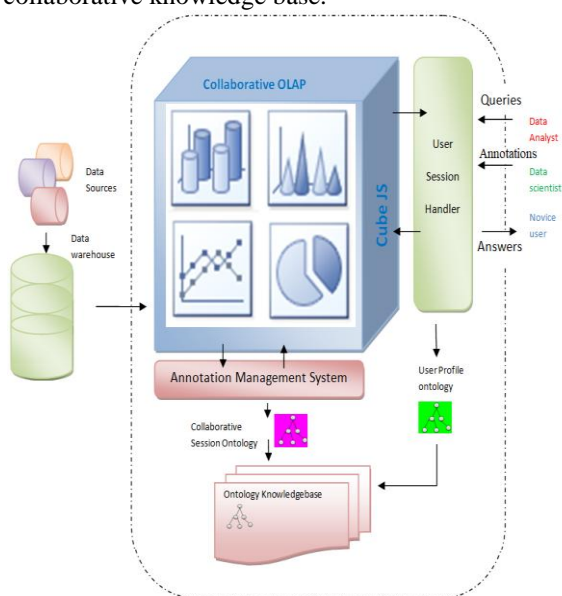 collaborative knowledge base.
Collaborative OLAP
Cube JS
Data
Sources
Data
warehouse
User
Session
Handler
Queries
Data
Analyst
Annotations
Data
scientist
Novice
user
Answers
Annotation Management System
User Profile
ontology
Collaborative
Session Ontology
Ontology Knowledgebase